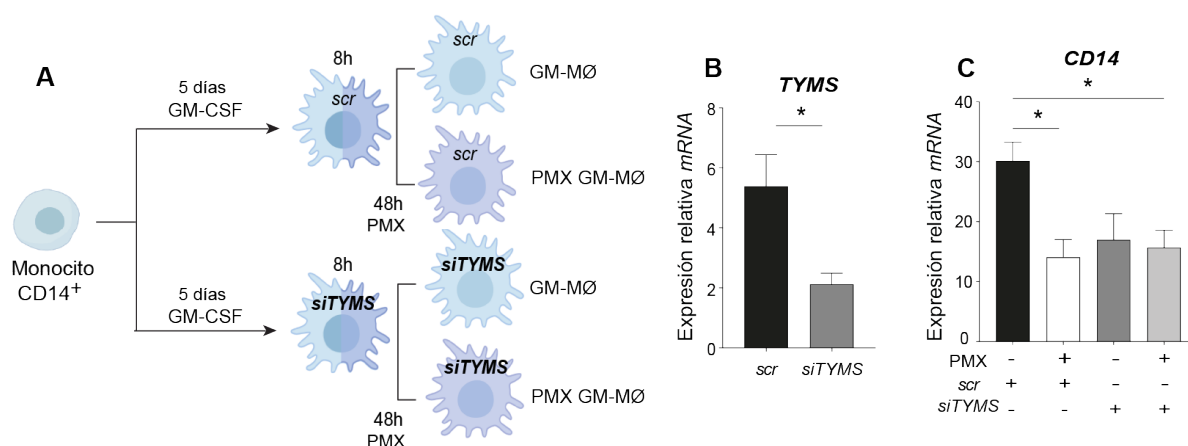 A
5 días
GM-CSF
8h
scr
scr
GM-MØ
scr
PMX GM-MØ
48h
PMX
Monocito
CD14+
5 días
GM-CSF
8h
siTYMS
siTYMS
GM-MØ
siTYMS
PMX GM-MØ
48h
PMX
B
TYMS
Expresión relativa mRNA
8
6
4
2
0
*
scr siTYMS
C
CD14
Expresión relativa mRNA
40
30
20
10
0
*
*
PMX - + - +
scr + + - -
siTYMS - - + +